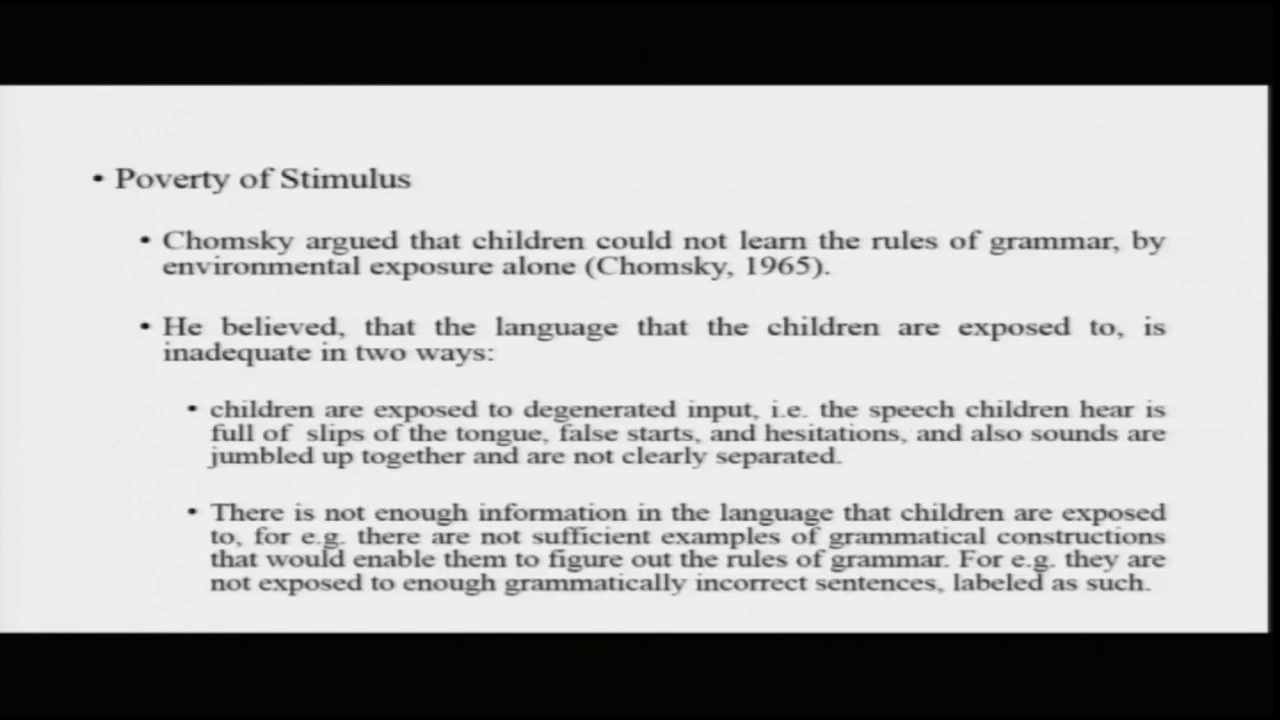 • Poverty of Stimulus
• Chomsky argued that children could not learn the rules of grammar, by
environmental exposure alone (Chomsky, 1965).
• He believed, that the language that the children are exposed to, is
inadequate in two ways:
• children are exposed to degenerated input, i.e. the speech children hear is
full of slips of the tongue, false starts, and hesitations, and also sounds are
jumbled up together and are not clearly separated.
• There is not enough information in the language that children are exposed
to, for e.g. there are not sufficient examples of grammatical constructions
that would enable them to figure out the rules of grammar. For e.g. they are
not exposed to enough grammatically incorrect sentences, labeled as such.